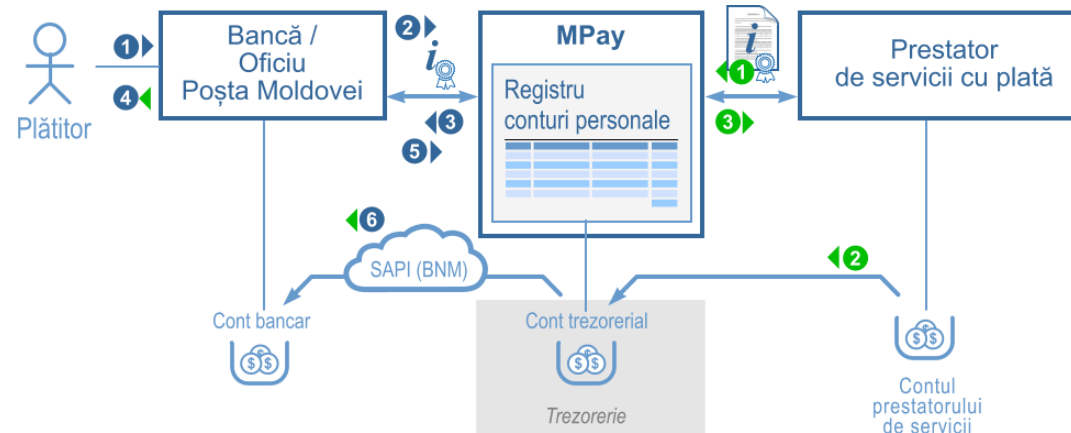 Bancă /
Oficiu
Poșta Moldovei
1
4
Plătitor
2
i
3
5
MPay
Registru
conturi personale
i
1
3
Prestator
de servicii cu plată
6
SAPI (BNM)
2
Cont bancar
$$$
Cont trezorerial
$$$
Trezorerie
$$$
Contul
prestatorului
de servicii